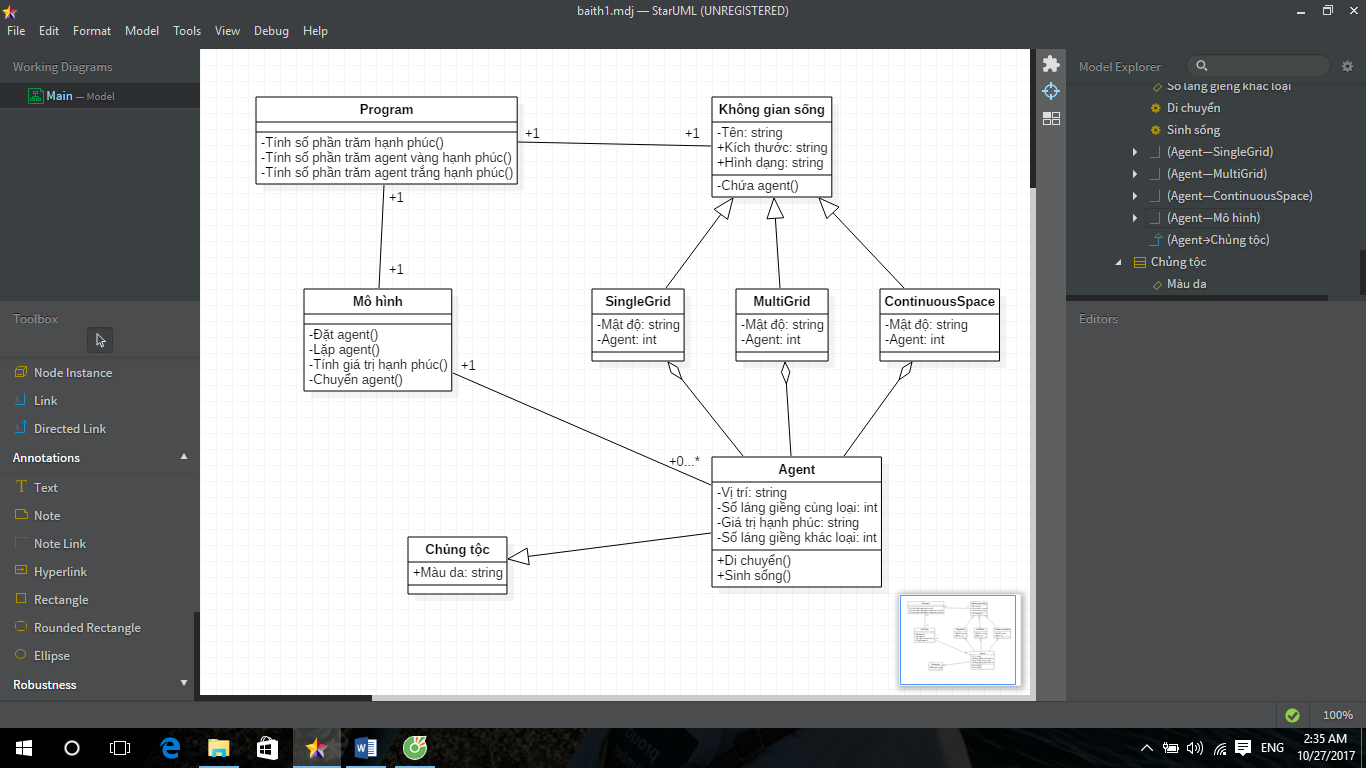 baith1.mdj — StarUML (UNREGISTERED)
File Edit Format Model Tools View Debug Help
Working Diagrams
Main — Model
Toolbox
Node Instance
Link
Directed Link
Annotations
Text
Note
Note Link
Hyperlink
Rectangle
Rounded Rectangle
Ellipse
Robustness
Program
-Tính số phần trăm hạnh phúc()
-Tính số phần trăm agent vàng hạnh phúc()
-Tính số phần trăm agent trắng hạnh phúc()
+1
+1
Không gian sống
-Tên: string
+Kích thước: string
+Hình dạng: string
-Chứa agent()
+1
+1
Mô hình
-Đặt agent()
-Lặp agent()
-Tính giá trị hạnh phúc()
-Chuyển agent()
+1
SingleGrid
-Mật độ: string
-Agent: int
MultiGrid
-Mật độ: string
-Agent: int
ContinuousSpace
-Mật độ: string
-Agent: int
+0...*
Agent
-Vị trí: string
-Số láng giềng cùng loại: int
-Giá trị hạnh phúc: string
-Số láng giềng khác loại: int
+Di chuyển()
+Sinh sống()
Chủng tộc
+Màu da: string
Model Explorer
Số láng giềng khác loại
Di chuyển
Sinh sống
(Agent—SingleGrid)
(Agent—MultiGrid)
(Agent—ContinuousSpace)
(Agent—Mô hình)
(Agent→Chủng tộc)
Chủng tộc
Màu da
Editors
100%
ENG
2:35 AM
10/27/2017